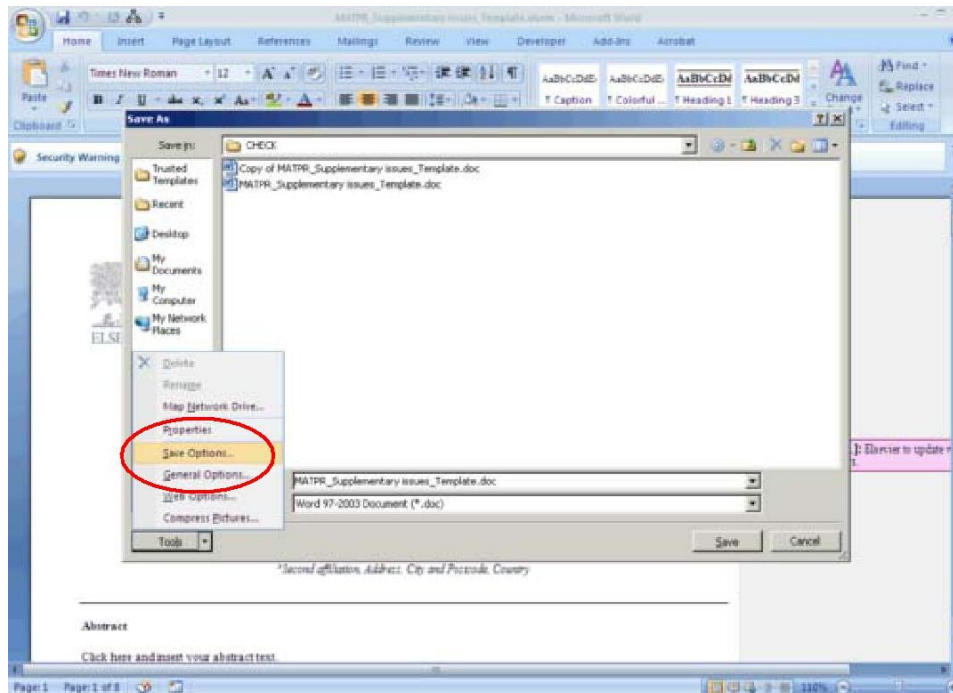 MATPR_Supplementary issues_Template.docm - Microsoft Word
Home Insert Page Layout References Mailings Review View Developer Add-Ins Acrobat
Times New Roman 12
Find
Replace
Select
Paste
B I U abc x, x' Aa A
AaBbCcDdE AaBbCcDdE AaBbCcDd AaBbCcDd
¶ Caption ¶ Colorful ... ¶ Heading 1 ¶ Heading 3
Change
Clipboard
Editing
Save As
Security Warning
Save in: CHECK
Trusted Templates
Recent
Desktop
My Documents
My Computer
My Network Places
Copy of MATPR_Supplementary issues_Template.doc
MATPR_Supplementary issues_Template.doc
ELSE
Delete
Rename
Map Network Drive...
Properties
Save Options...
General Options...
Web Options...
Compress Pictures...
Tools
MATPR_Supplementary issues_Template.doc
Word 97-2003 Document (*.doc)
Save Cancel
]: Elsevier to update
Second affiliation, Address, City and Postcode, Country
Abstract
Click here and insert your abstract text.
Page: 1 Page: 1 of 8 110%